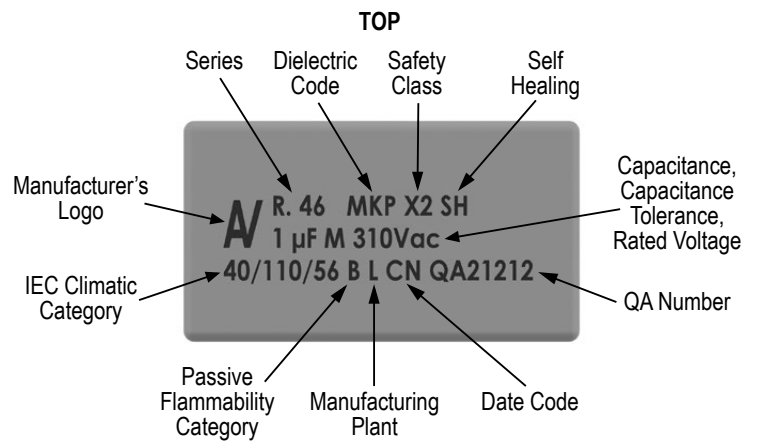 TOP
Series
Dielectric
Code
Safety
Class
Self
Healing
Manufacturer's
Logo
R. 46 MKP X2 SH
1 µF M 310Vac
40/110/56 B L CN QA21212
Capacitance,
Capacitance
Tolerance,
Rated Voltage
IEC Climatic
Category
QA Number
Passive
Flammability
Category
Manufacturing
Plant
Date Code